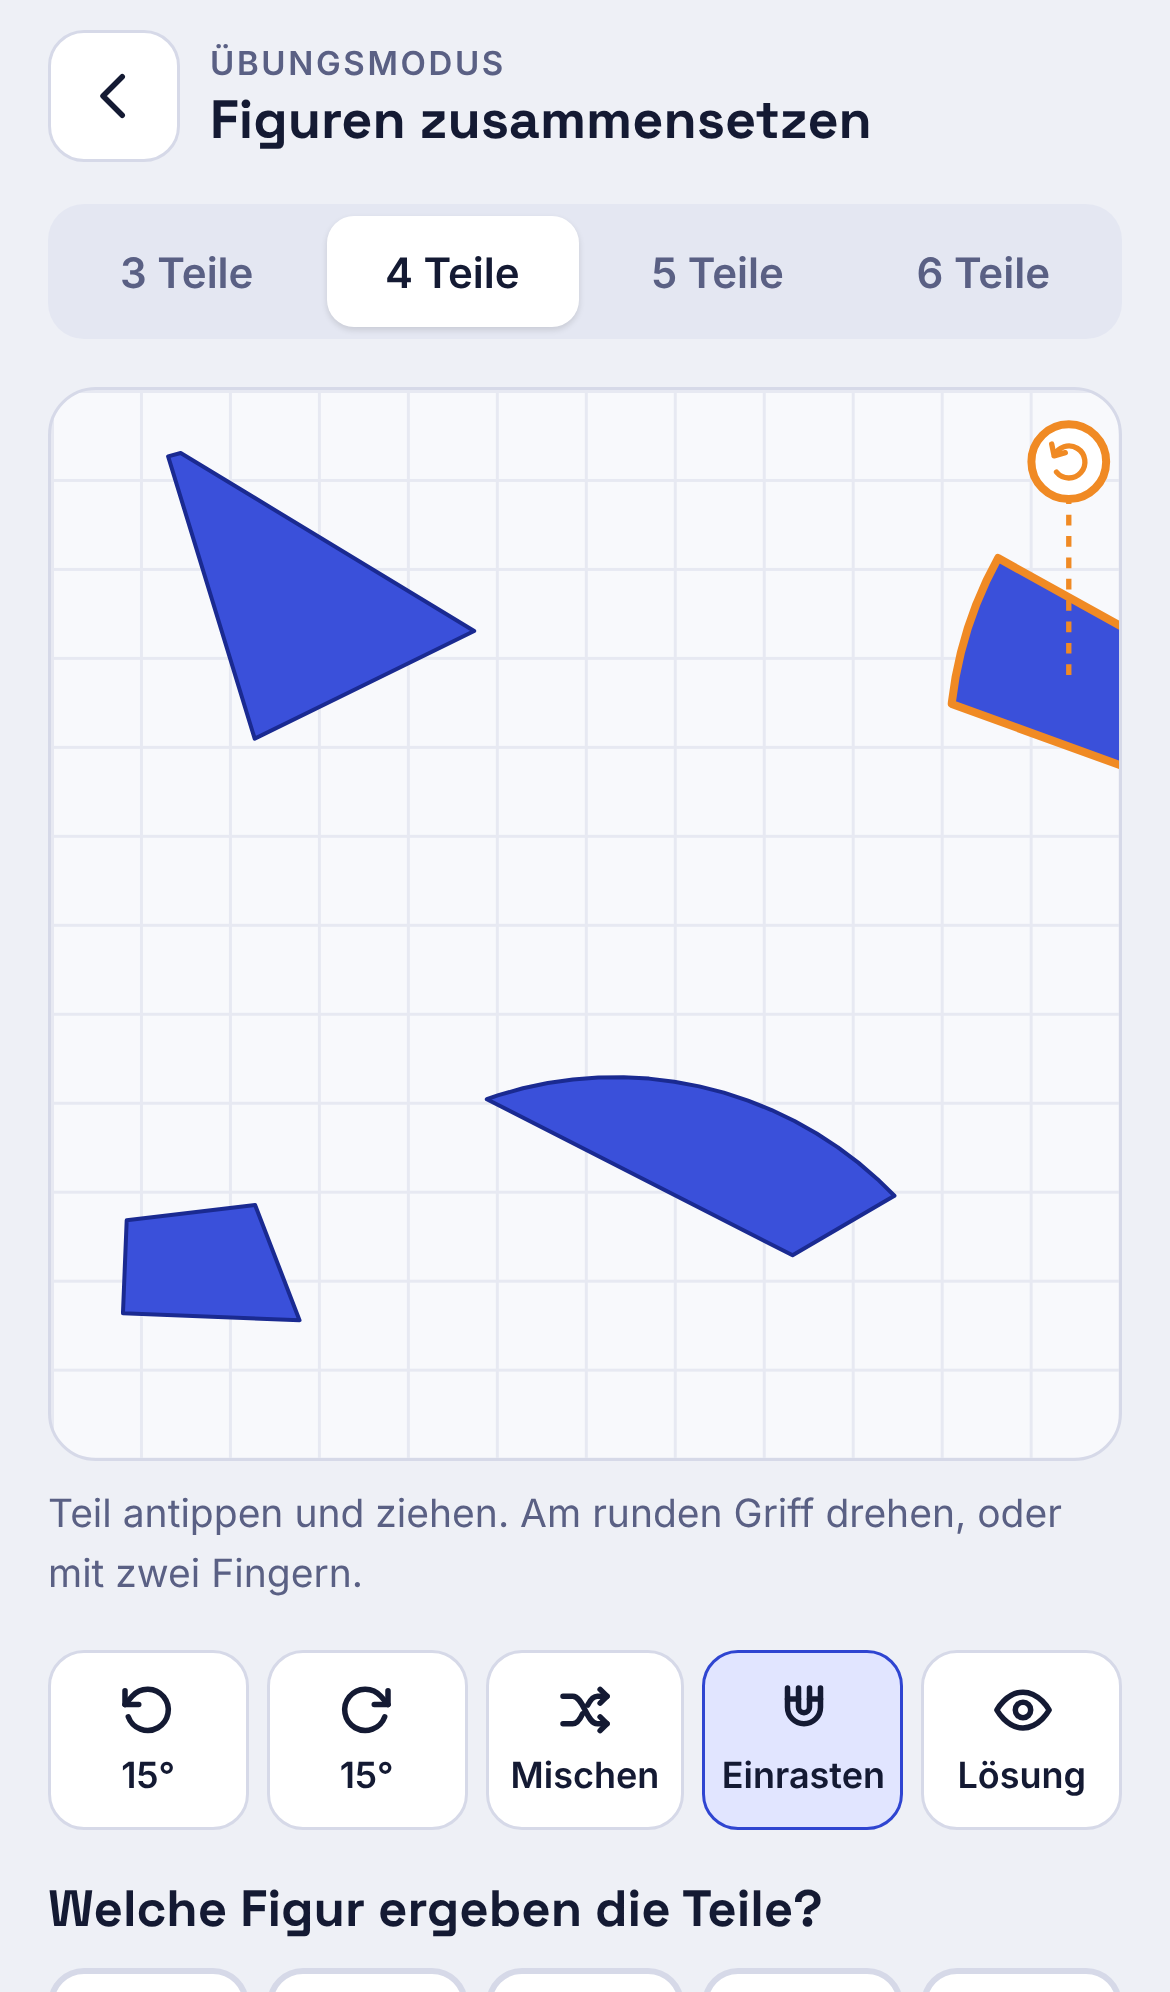 ÜBUNGSMODUS
Figuren zusammensetzen
3 Teile
4 Teile
5 Teile
6 Teile
Teil antippen und ziehen. Am runden Griff drehen, oder
mit zwei Fingern.
15°
15°
Mischen
Einrasten
Lösung
Welche Figur ergeben die Teile?